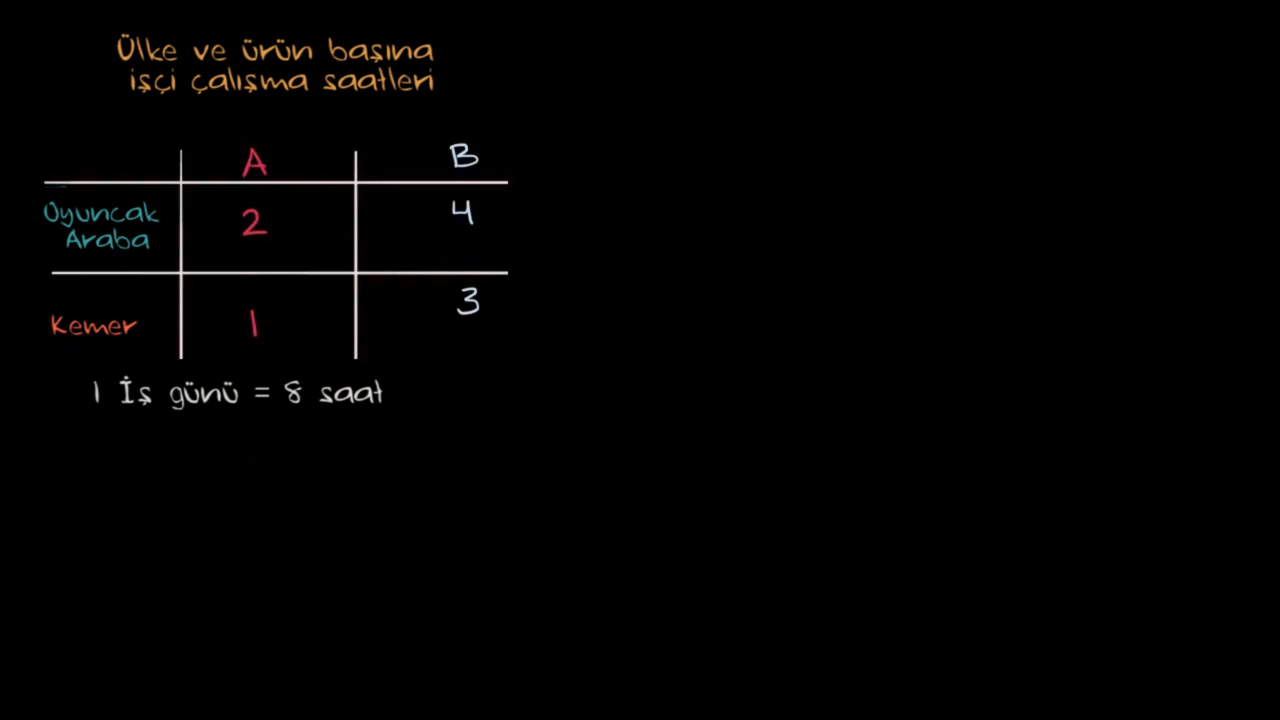 Ülke ve ürün başına
işçi çalışma saatleri
A B
Oyuncak 2 4
Araba
Kemer 1 3
1 İş günü = 8 saat